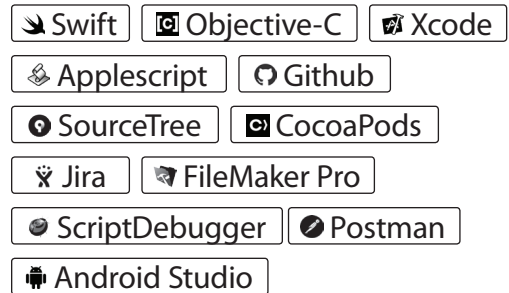 Swift Objective-C Xcode
Applescript Github
SourceTree CocoaPods
Jira FileMaker Pro
ScriptDebugger Postman
Android Studio